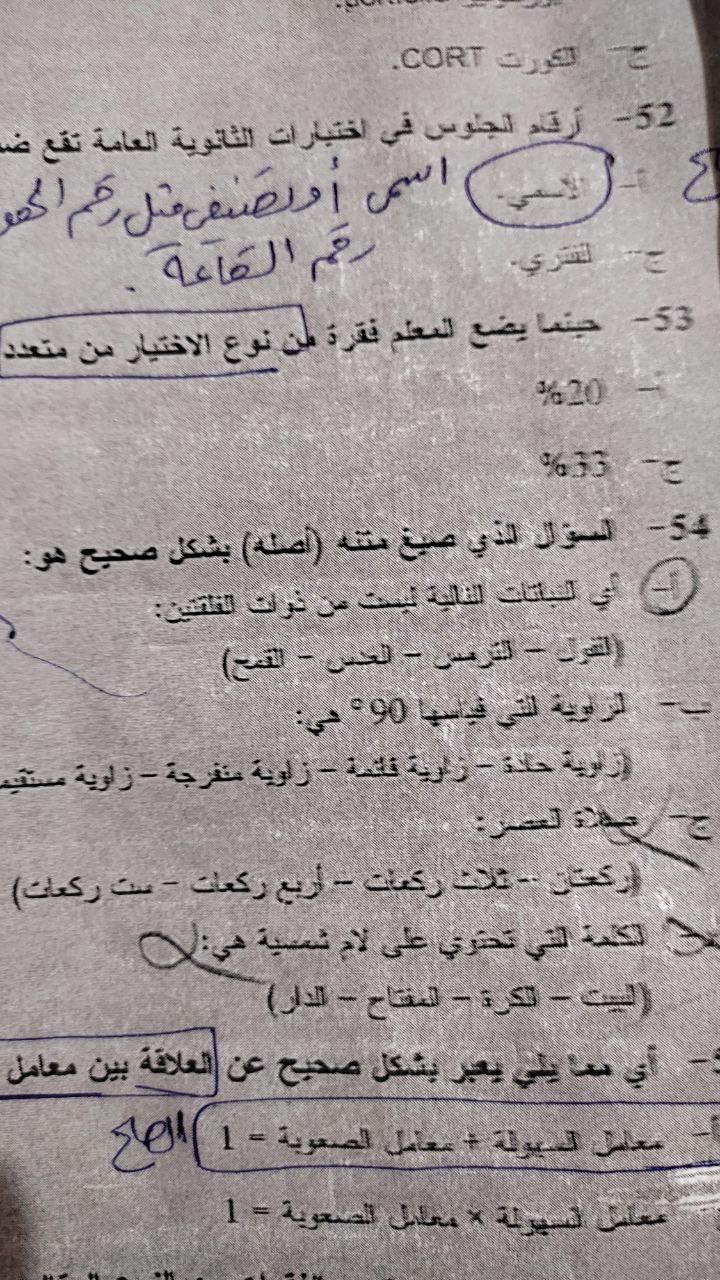 ج- الكورت CORT.
52- أرقام الجلوس في اختبارات الثانوية العامة تقع
أ- الأسمي.
اسمى أو تصنيفى مثل رقم
رقم القاعة.
ج- الفتري.
53- حينما يضع المعلم فقرة من نوع الاختيار من متعدد
أ- 20%
ج- 33%
54- السؤال الذي صيغ متنه (أصله) بشكل صحيح هو:
أ- أي النباتات التالية ليست من ذوات الفلقتين:
(الفول - الترمس - العدس - القمح)
ب- الزاوية التي قياسها 90° هي:
(زاوية حادة - زاوية قائمة - زاوية منفرجة - زاوية
ج- صلاة العصر:
(ركعتان - ثلاث ركعات - أربع ركعات - ست ركعات)
الكلمة التي تحتوي على لام شمسية هي:
(البيت - الكرة - المفتاح - الدار)
- أي مما يلي يعبر بشكل صحيح عن العلاقة بين معامل
أ- معامل السهولة + معامل الصعوبة = 1
معامل السهولة × معامل الصعوبة = 1